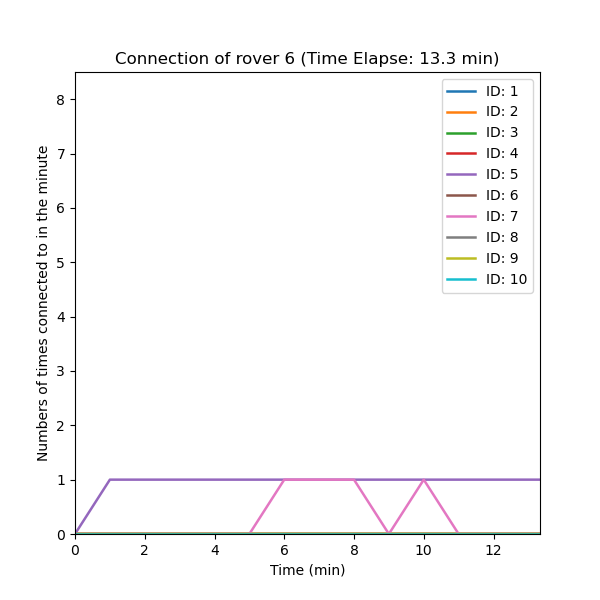 Connection of rover 6 (Time Elapse: 13.3 min)
Numbers of times connected to in the minute
8
7
6
5
4
3
2
1
0
ID: 1
ID: 2
ID: 3
ID: 4
ID: 5
ID: 6
ID: 7
ID: 8
ID: 9
ID: 10
0 2 4 6 8 10 12
Time (min)